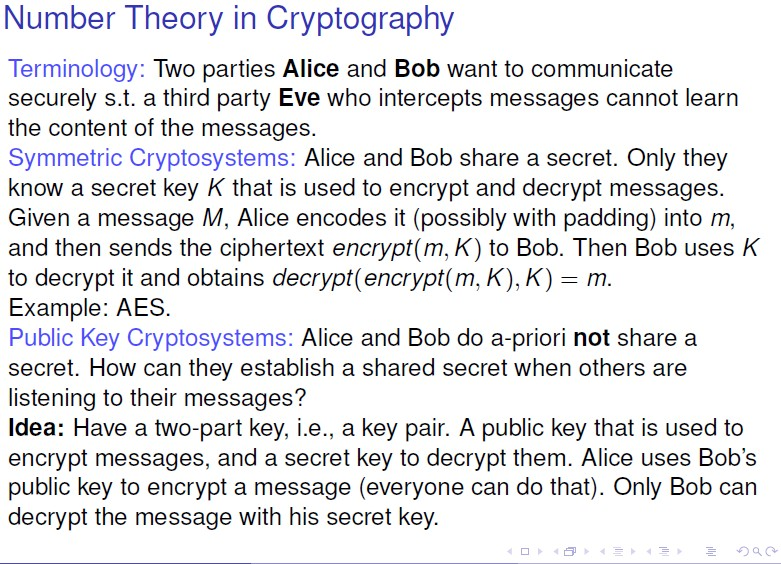 Number Theory in Cryptography
Terminology: Two parties Alice and Bob want to communicate
securely s.t. a third party Eve who intercepts messages cannot learn
the content of the messages.
Symmetric Cryptosystems: Alice and Bob share a secret. Only they
know a secret key K that is used to encrypt and decrypt messages.
Given a message M, Alice encodes it (possibly with padding) into m,
and then sends the ciphertext encrypt(m, K) to Bob. Then Bob uses K
to decrypt it and obtains decrypt(encrypt(m, K), K) = m.
Example: AES.
Public Key Cryptosystems: Alice and Bob do a-priori not share a
secret. How can they establish a shared secret when others are
listening to their messages?
Idea: Have a two-part key, i.e., a key pair. A public key that is used to
encrypt messages, and a secret key to decrypt them. Alice uses Bob's
public key to encrypt a message (everyone can do that). Only Bob can
decrypt the message with his secret key.